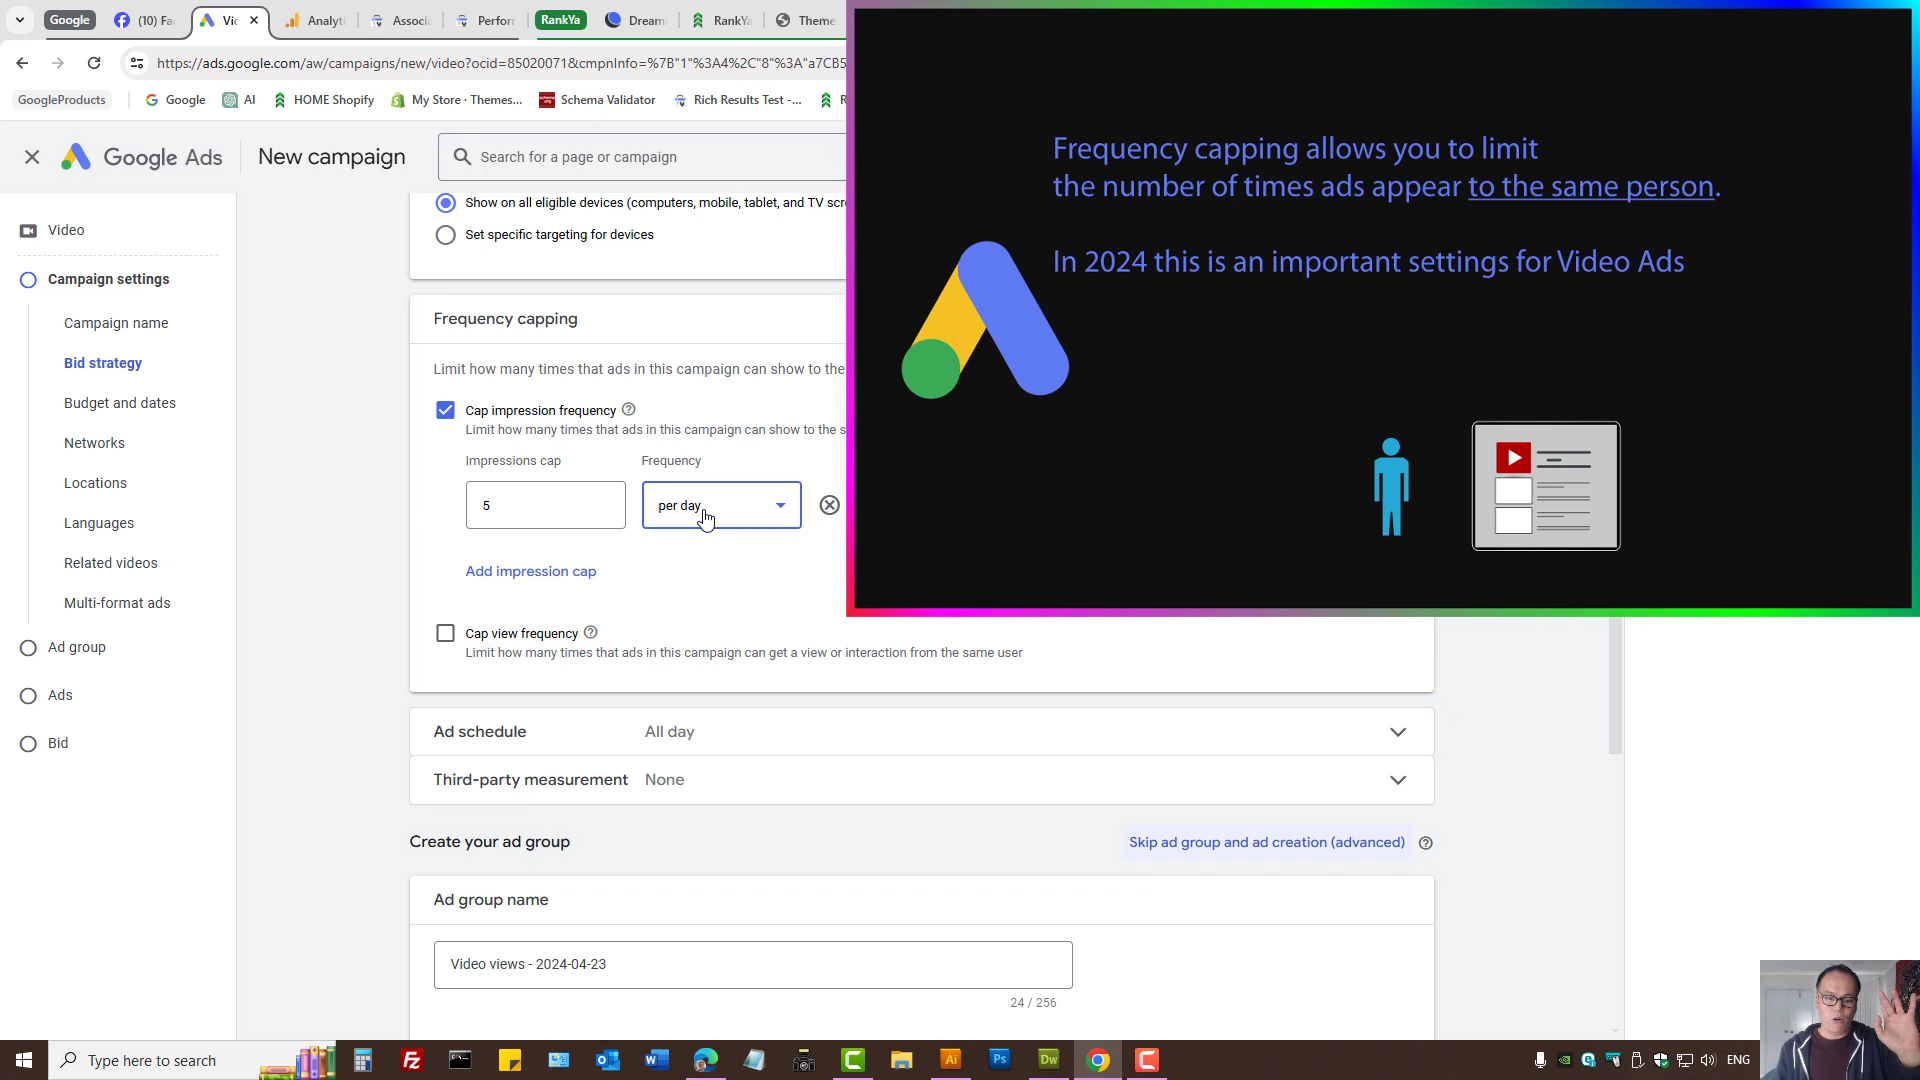 Google
(10) Fa
Vi
Analyti
Associa
Perfor
RankYa
Dream
RankYa
Theme
https://ads.google.com/aw/campaigns/new/video?ocid=85020071&cmpnInfo=%7B"1"%3A4%2C"8"%3A"a7CB5
GoogleProducts
Google
AI
HOME Shopify
My Store · Themes...
Schema Validator
Rich Results Test -...
R
Google Ads
New campaign
Search for a page or campaign
Frequency capping allows you to limit
the number of times ads appear to the same person.
In 2024 this is an important settings for Video Ads
Video
Campaign settings
Campaign name
Bid strategy
Budget and dates
Networks
Locations
Languages
Related videos
Multi-format ads
Ad group
Ads
Bid
Show on all eligible devices (computers, mobile, tablet, and TV scre
Set specific targeting for devices
Frequency capping
Limit how many times that ads in this campaign can show to the
Cap impression frequency
Limit how many times that ads in this campaign can show to the s
Impressions cap
Frequency
5
per day
Add impression cap
Cap view frequency
Limit how many times that ads in this campaign can get a view or interaction from the same user
Ad schedule
All day
Third-party measurement
None
Create your ad group
Skip ad group and ad creation (advanced)
Ad group name
Video views - 2024-04-23
24 / 256
Type here to search
Ai
Ps
Dw
ENG